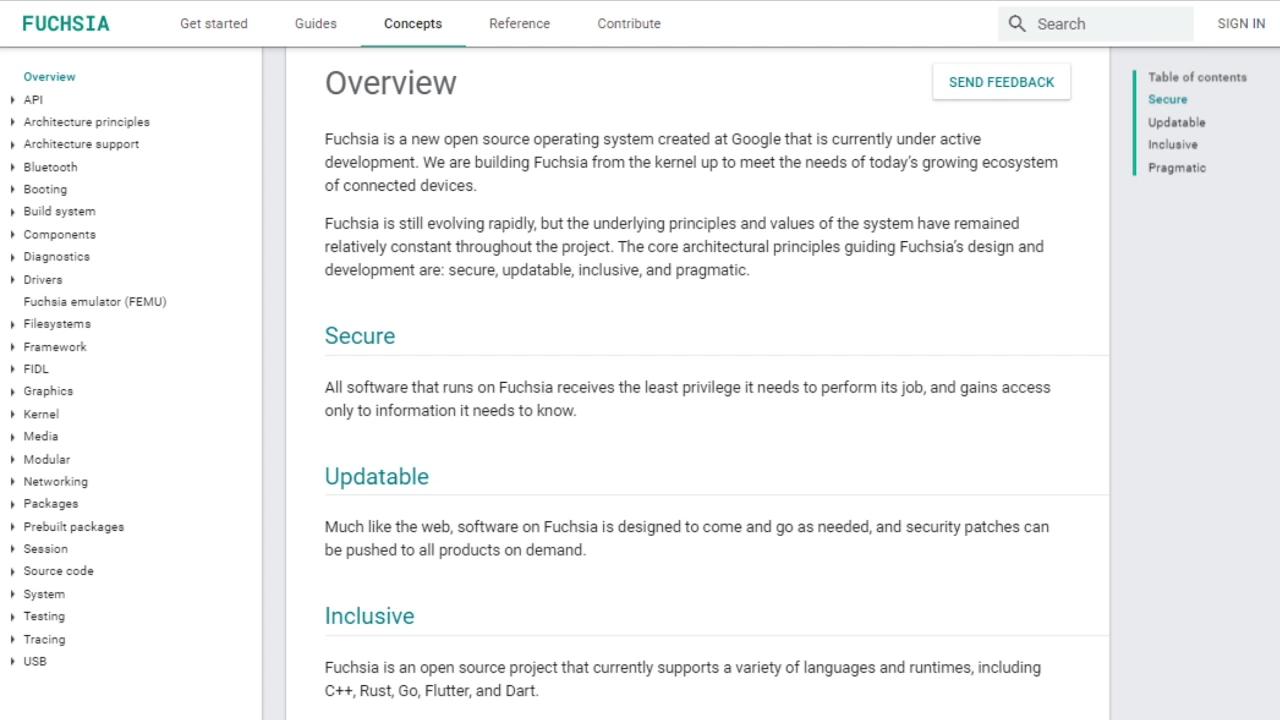 FUCHSIA
Get started
Guides
Concepts
Reference
Contribute
Search
SIGN IN
Overview
API
Architecture principles
Architecture support
Bluetooth
Booting
Build system
Components
Diagnostics
Drivers
Fuchsia emulator (FEMU)
Filesystems
Framework
FIDL
Graphics
Kernel
Media
Modular
Networking
Packages
Prebuilt packages
Session
Source code
System
Testing
Tracing
USB
Overview
SEND FEEDBACK
Fuchsia is a new open source operating system created at Google that is currently under active
development. We are building Fuchsia from the kernel up to meet the needs of today's growing ecosystem
of connected devices.
Fuchsia is still evolving rapidly, but the underlying principles and values of the system have remained
relatively constant throughout the project. The core architectural principles guiding Fuchsia's design and
development are: secure, updatable, inclusive, and pragmatic.
Secure
All software that runs on Fuchsia receives the least privilege it needs to perform its job, and gains access
only to information it needs to know.
Updatable
Much like the web, software on Fuchsia is designed to come and go as needed, and security patches can
be pushed to all products on demand.
Inclusive
Fuchsia is an open source project that currently supports a variety of languages and runtimes, including
C++, Rust, Go, Flutter, and Dart.
Table of contents
Secure
Updatable
Inclusive
Pragmatic